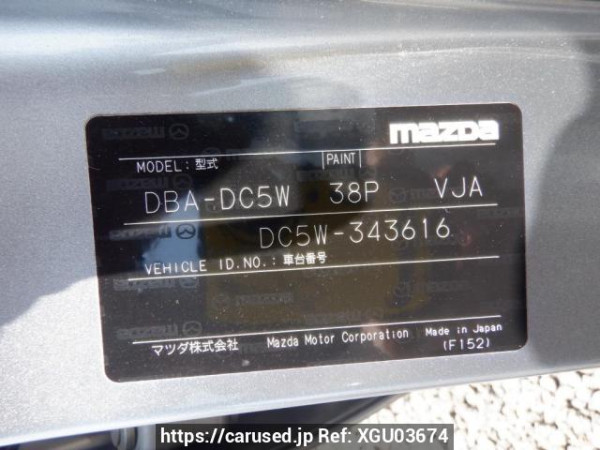 mazda
MODEL: 型式 PAINT
DBA-DC5W 38P VJA
DC5W-343616
VEHICLE I D. NO.: 車台番号
マツダ株式会社 Mazda Motor Corporation Made in Japan
(F152)
https://carused.jp Ref: XGU03674